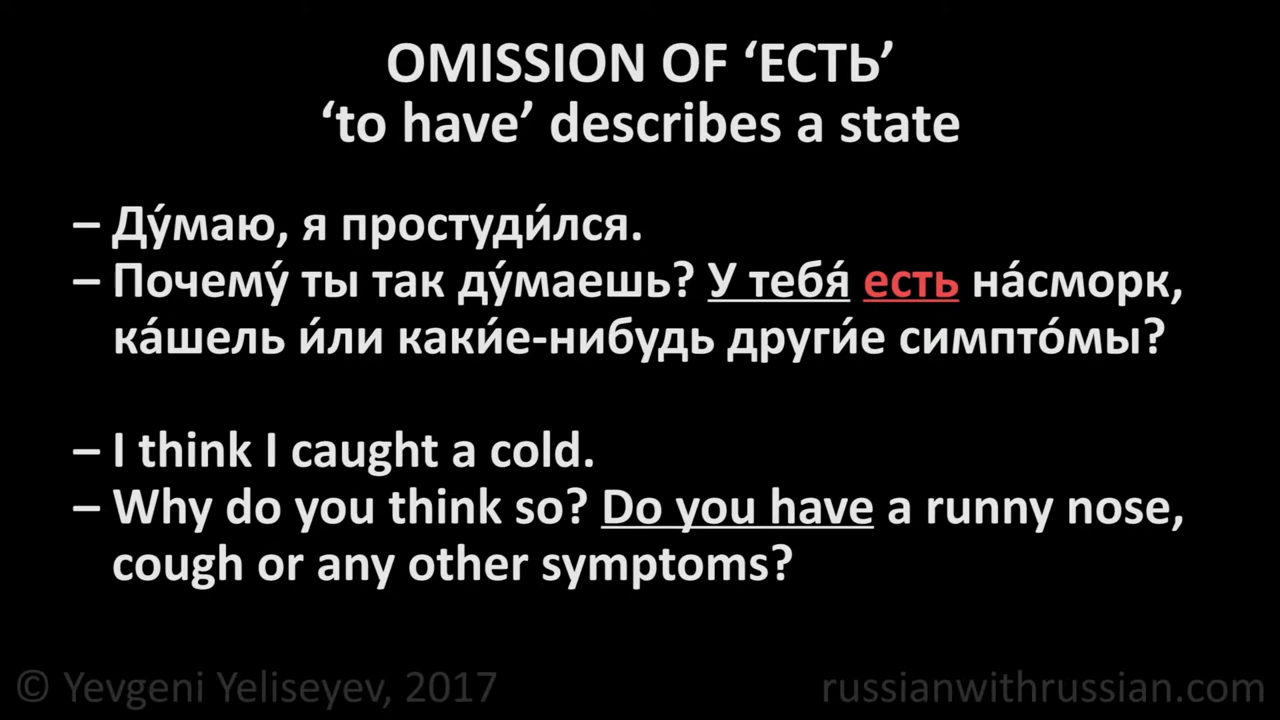 OMISSION OF ‘ЕСТЬ’
‘to have’ describes a state
– Ду́маю, я простуди́лся.
– Почему́ ты так ду́маешь? У тебя́ есть на́сморк,
ка́шель и́ли каки́е-нибудь други́е симпто́мы?
– I think I caught a cold.
– Why do you think so? Do you have a runny nose,
cough or any other symptoms?
© Yevgeni Yeliseyev, 2017
russianwithrussian.com